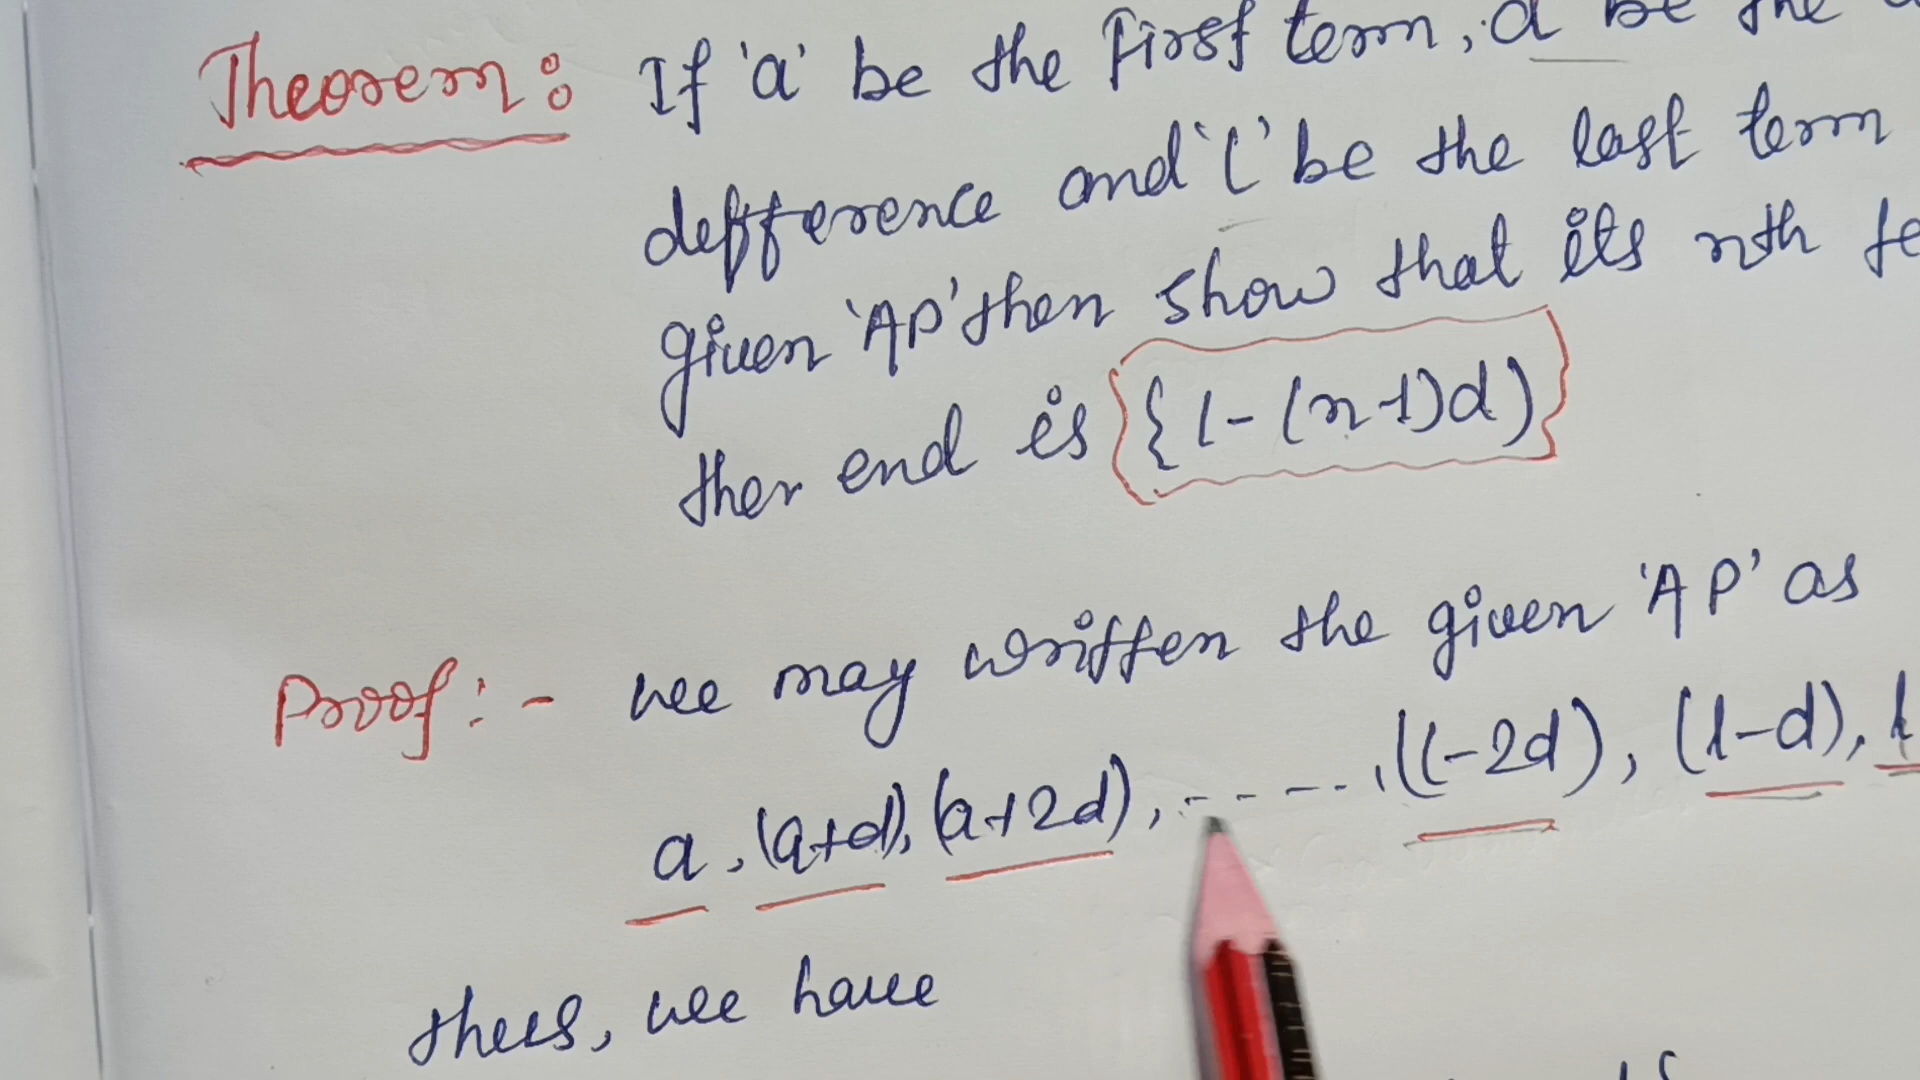 Theorem: If 'a' be the first term, d be the
defference and 'l' be the last term
given 'AP' then show that its nth
ther end is {l-(n-1)d}
Proof:- we may written the given 'AP' as
a, (a+d), (a+2d), -----, (l-2d), (l-d), l
thus, we have